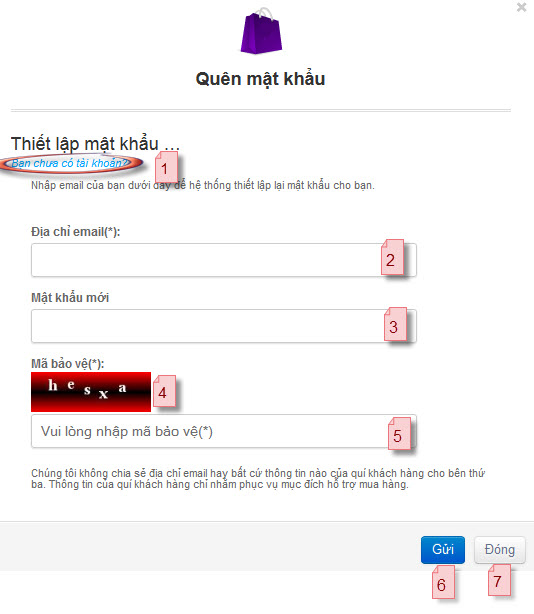 Quên mật khẩu
Thiết lập mật khẩu ...
Bạn chưa có tài khoản?
1
Nhập email của bạn dưới đây để hệ thống thiết lập lại mật khẩu cho bạn.
Địa chỉ email(*):
2
Mật khẩu mới
3
Mã bảo vệ(*):
h e s x a
4
Vui lòng nhập mã bảo vệ(*)
5
Chúng tôi không chia sẽ địa chỉ email hay bất cứ thông tin nào của quí khách hàng cho bên thứ
ba. Thông tin của quí khách hàng chỉ nhằm phục vụ mục đích hỗ trợ mua hàng.
Gửi Đóng
6 7